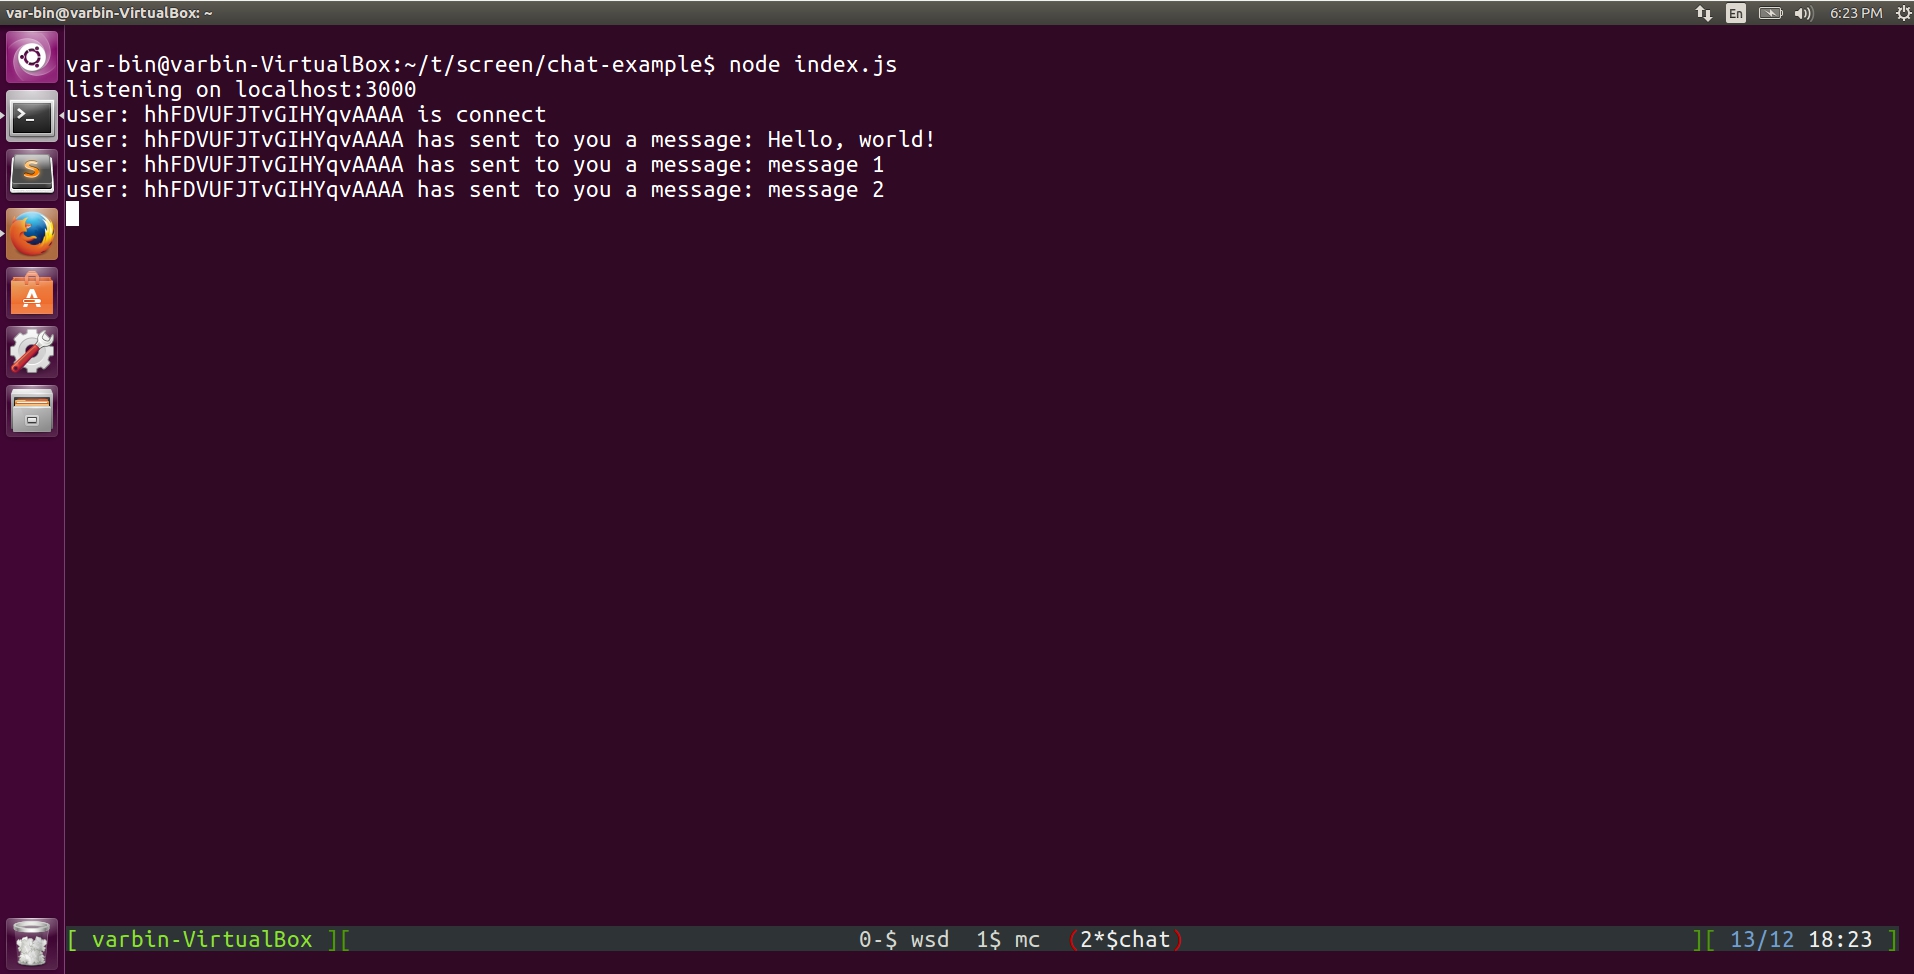 var-bin@varbin-VirtualBox: ~
En
6:23 PM
var-bin@varbin-VirtualBox:~/t/screen/chat-example$ node index.js
listening on localhost:3000
user: hhFDVUFJTvGIHYqvAAAA is connect
user: hhFDVUFJTvGIHYqvAAAA has sent to you a message: Hello, world!
user: hhFDVUFJTvGIHYqvAAAA has sent to you a message: message 1
user: hhFDVUFJTvGIHYqvAAAA has sent to you a message: message 2
[ varbin-VirtualBox ][ 0-$ wsd 1$ mc (2*$chat) ][ 13/12 18:23 ]